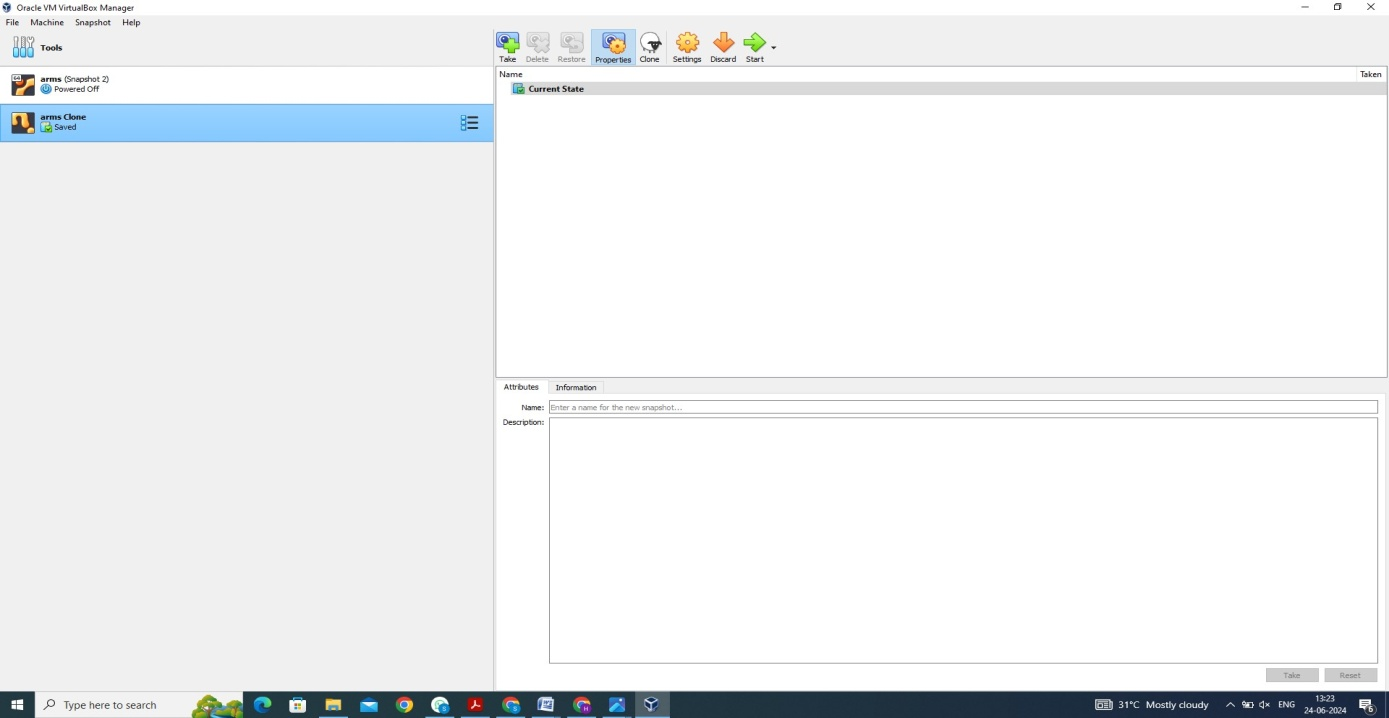 Oracle VM VirtualBox Manager
File Machine Snapshot Help
Tools
arms (Snapshot 2)
Powered Off
arms Clone
Saved
Take Delete Restore Properties Clone Settings Discard Start
Name Taken
Current State
Attributes Information
Name: Enter a name for the new snapshot...
Description:
Take Reset
Type here to search
31°C Mostly cloudy ENG 13:23
24-06-2024